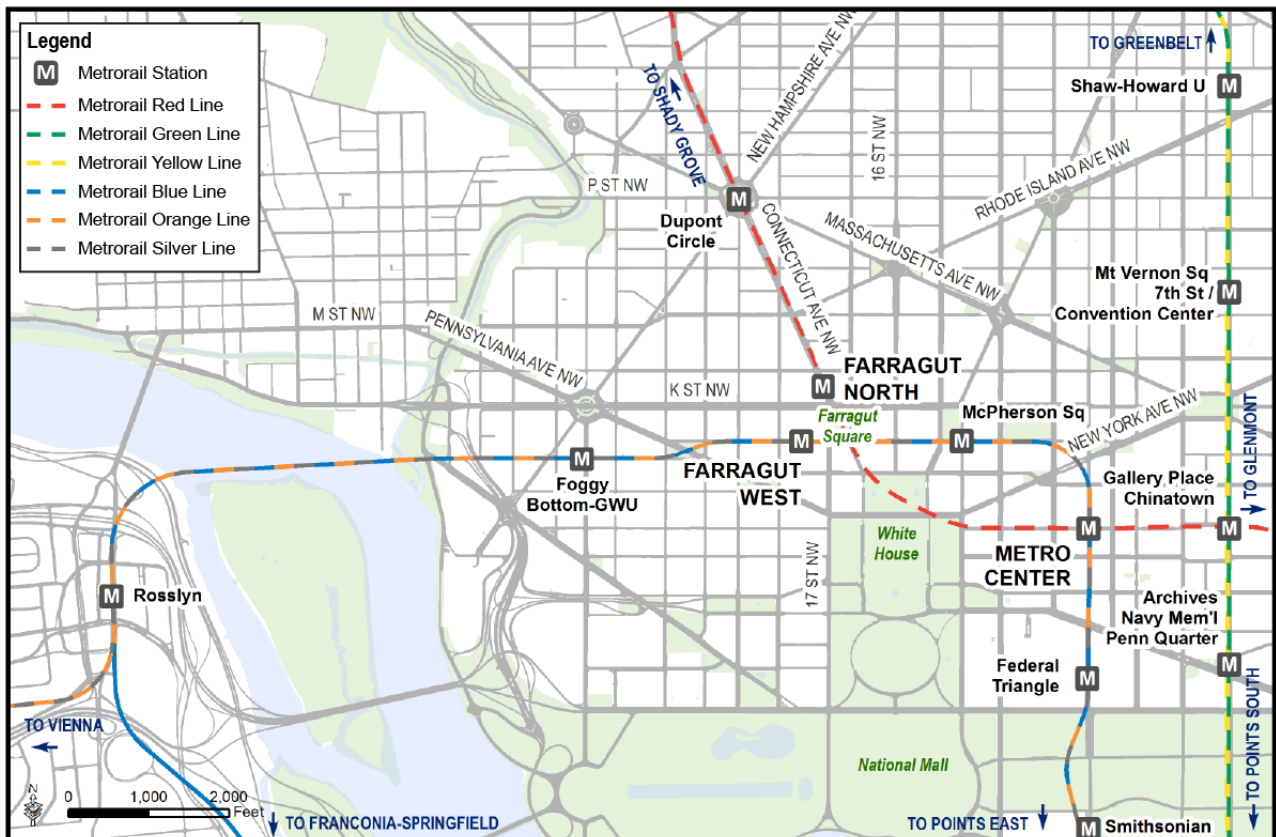 Legend
M Metrorail Station
Metrorail Red Line
Metrorail Green Line
Metrorail Yellow Line
Metrorail Blue Line
Metrorail Orange Line
Metrorail Silver Line
TO GREENBELT
M
Shaw-Howard U
TO SHADY GROVE
NEW HAMPSHIRE AVE NW
16 ST NW
RHODE ISLAND AVE NW
P ST NW
M
Dupont
Circle
CONNECTICUT AVE NW
MASSACHUSETTS AVE NW
Mt Vernon Sq
7th St /
Convention Center
M
M ST NW
PENNSYLVANIA AVE NW
K ST NW
M
FARRAGUT
NORTH
Farragut
Square
McPherson Sq
M
NEW YORK AVE NW
M
FARRAGUT
WEST
M
Foggy
Bottom-GWU
Gallery Place
Chinatown
M
TO GLENMONT
White
House
M
METRO
CENTER
17 ST NW
M
Rosslyn
Archives
Navy Mem'l
Penn Quarter
M
Federal
Triangle
M
TO VIENNA
TO POINTS SOUTH
National Mall
N
0 1,000 2,000
Feet
TO FRANCONIA-SPRINGFIELD
TO POINTS EAST
M
Smithsonian